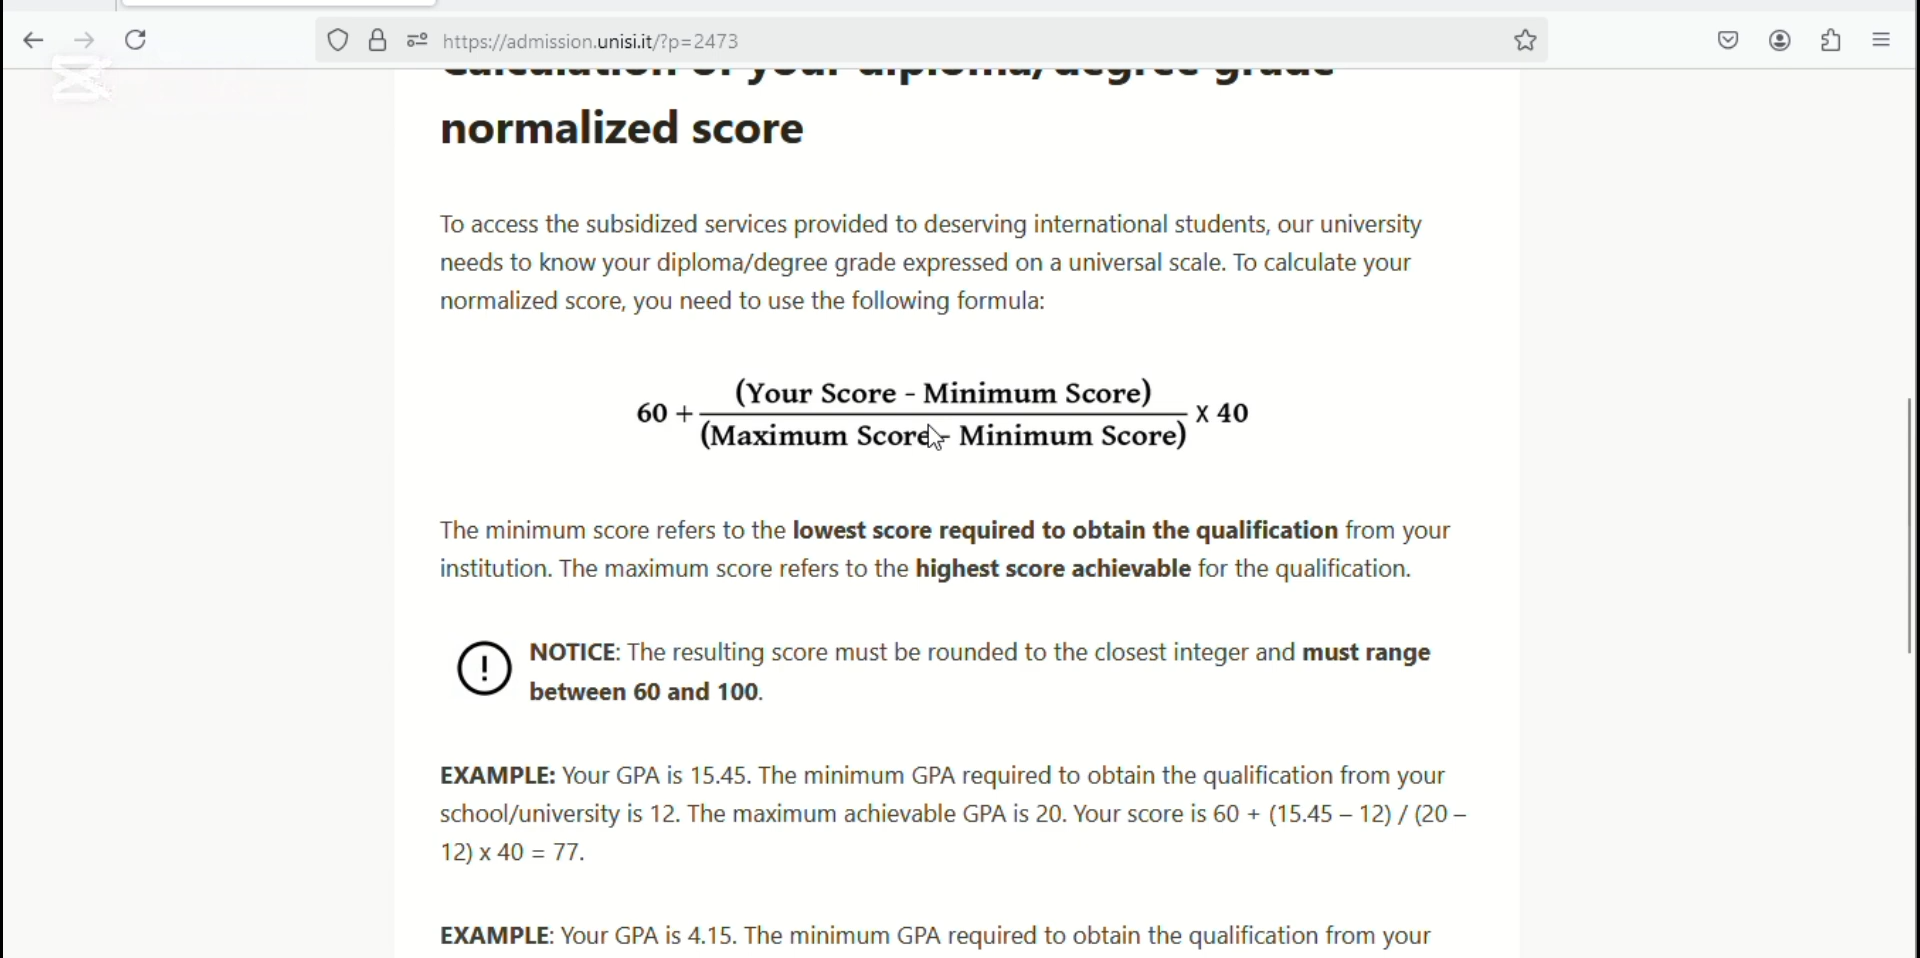 https://admission.unisi.it/?p=2473
Calculation of your diploma/degree grade
normalized score
To access the subsidized services provided to deserving international students, our university
needs to know your diploma/degree grade expressed on a universal scale. To calculate your
normalized score, you need to use the following formula:
(Your Score - Minimum Score)
60 + x 40
(Maximum Score - Minimum Score)
The minimum score refers to the lowest score required to obtain the qualification from your
institution. The maximum score refers to the highest score achievable for the qualification.
NOTICE: The resulting score must be rounded to the closest integer and must range
between 60 and 100.
EXAMPLE: Your GPA is 15.45. The minimum GPA required to obtain the qualification from your
school/university is 12. The maximum achievable GPA is 20. Your score is 60 + (15.45 – 12) / (20 –
12) x 40 = 77.
EXAMPLE: Your GPA is 4.15. The minimum GPA required to obtain the qualification from your